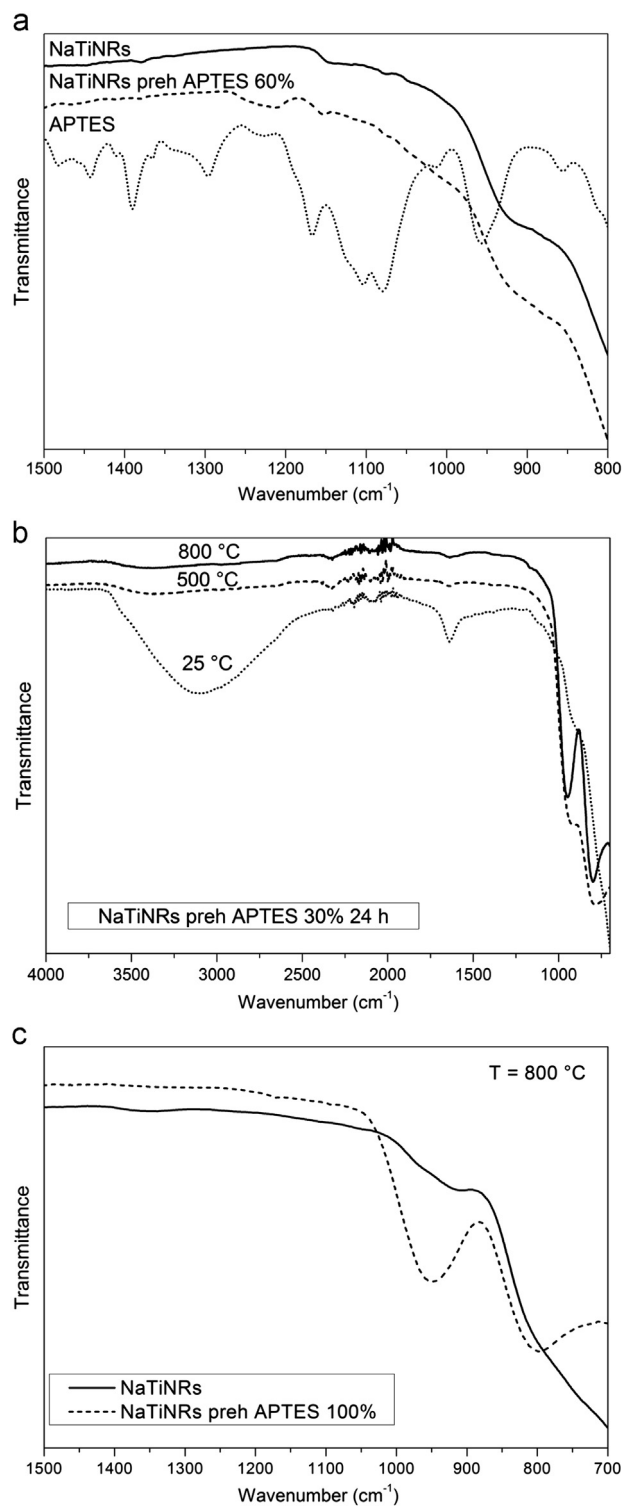 a
NaTiNRs
NaTiNRs preh APTES 60%
APTES
Transmittance
1500 1400 1300 1200 1100 1000 900 800
Wavenumber (cm⁻¹)
b
800 °C
500 °C
25 °C
Transmittance
NaTiNRs preh APTES 30% 24 h
4000 3500 3000 2500 2000 1500 1000
Wavenumber (cm⁻¹)
c
T = 800 °C
Transmittance
NaTiNRs
NaTiNRs preh APTES 100%
1500 1400 1300 1200 1100 1000 900 800 700
Wavenumber (cm⁻¹)